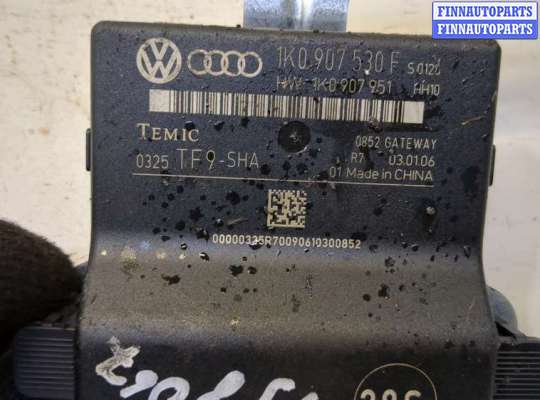 FINNAUTOPARTS
FINNAUTOPARTS
1K0 907 530 F S 0120
HW 1K0 907 951 HH10
TEMIC
0325 TF9-SHA
0852 GATEWAY
R7 03.01.06
01 Made in CHINA
00000325R70090610300852